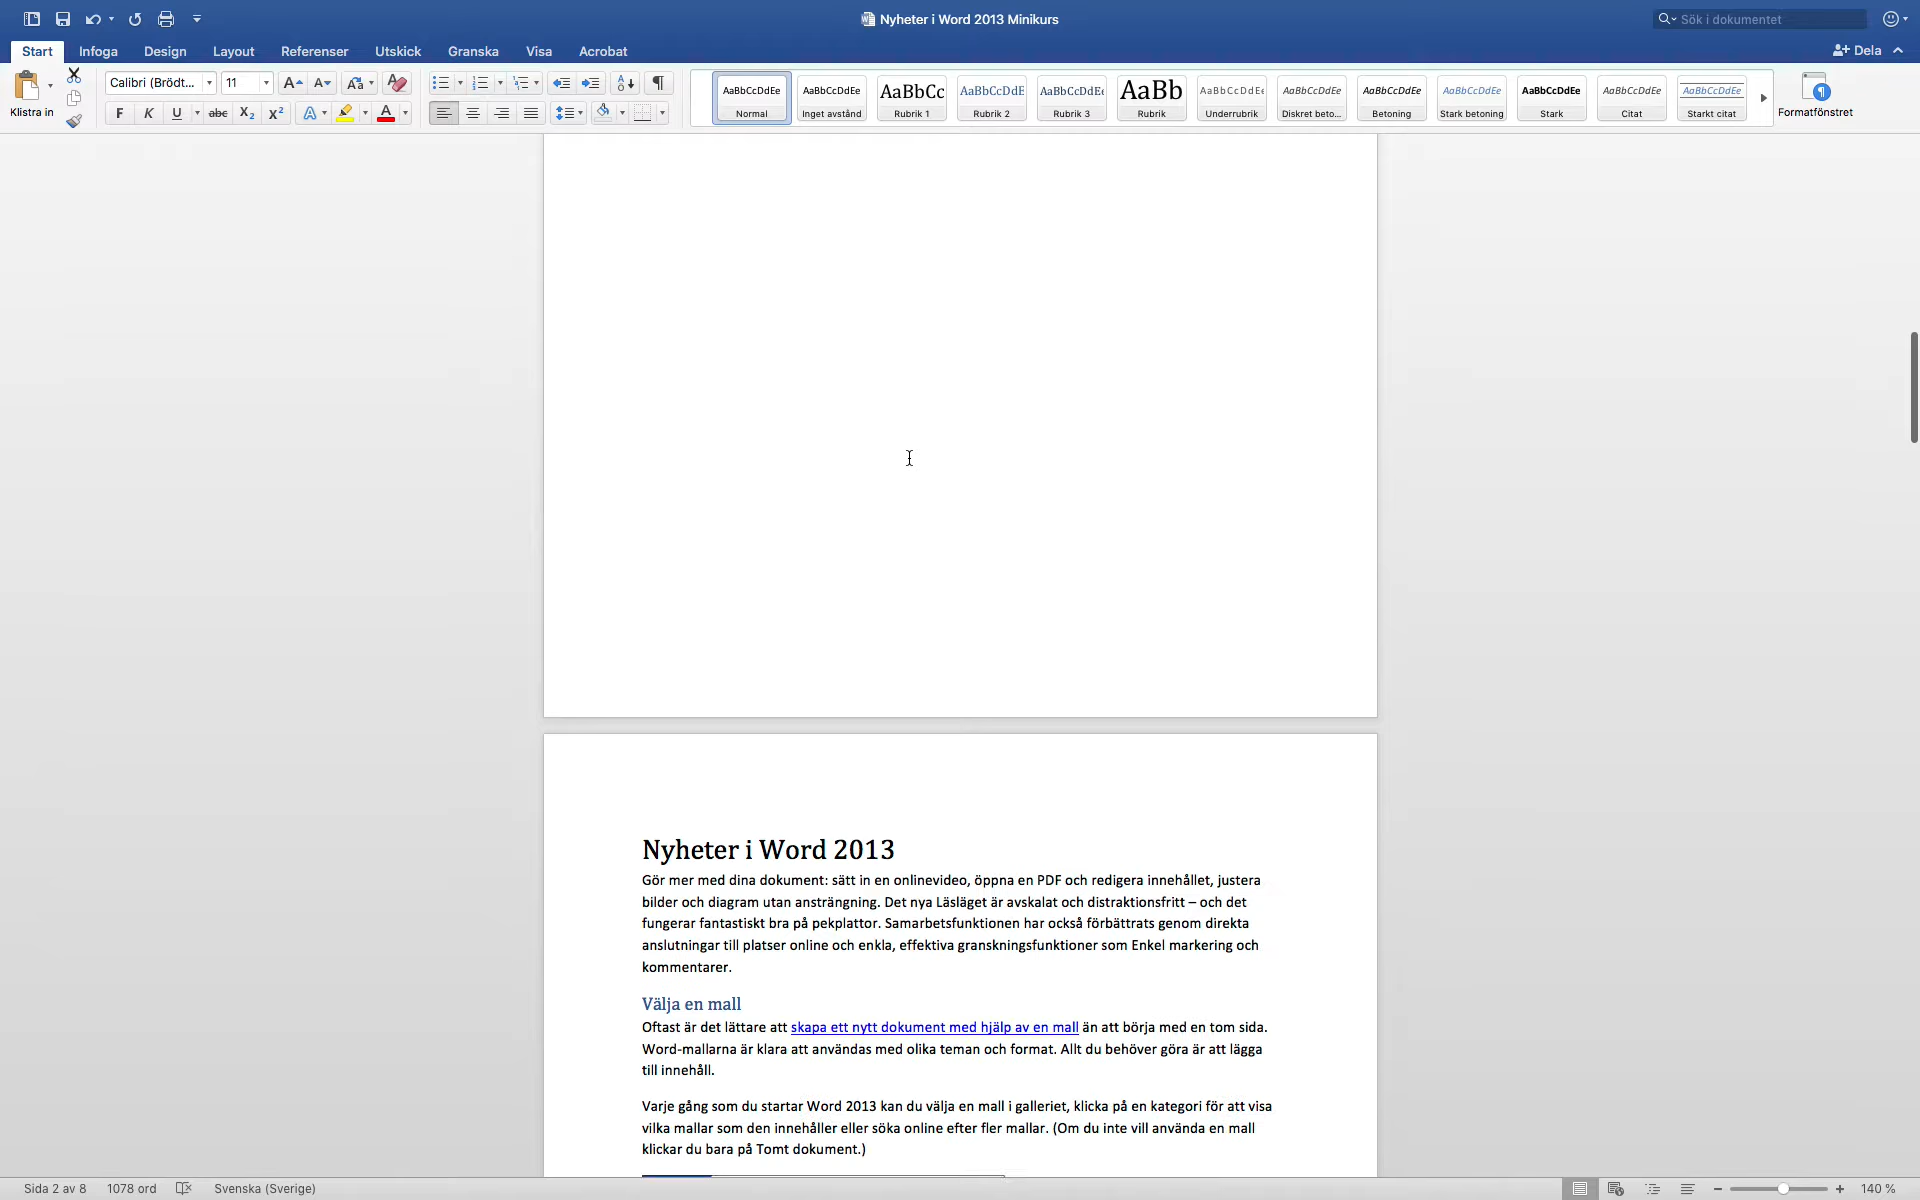 Nyheter i Word 2013 Minikurs
Sök i dokumentet
Start Infoga Design Layout Referenser Utskick Granska Visa Acrobat
Dela
Klistra in
Calibri (Brödt... 11
F K U abc X2 X2 A A
AaBbCcDdEe AaBbCcDdEe AaBbCc AaBbCcDdE AaBbCcDdEe AaBb AaBbCcDdEe AaBbCcDdEe AaBbCcDdEe AaBbCcDdEe AaBbCcDdEe AaBbCcDdEe AaBbCcDdEe
Normal Inget avstånd Rubrik 1 Rubrik 2 Rubrik 3 Rubrik Underrubrik Diskret beto... Betoning Stark betoning Stark Citat Starkt citat
Formatfönstret
Nyheter i Word 2013
Gör mer med dina dokument: sätt in en onlinevideo, öppna en PDF och redigera innehållet, justera
bilder och diagram utan ansträngning. Det nya Läsläget är avskalat och distraktionsfritt – och det
fungerar fantastiskt bra på pekplattor. Samarbetsfunktionen har också förbättrats genom direkta
anslutningar till platser online och enkla, effektiva granskningsfunktioner som Enkel markering och
kommentarer.
Välja en mall
Oftast är det lättare att skapa ett nytt dokument med hjälp av en mall än att börja med en tom sida.
Word-mallarna är klara att användas med olika teman och format. Allt du behöver göra är att lägga
till innehåll.
Varje gång som du startar Word 2013 kan du välja en mall i galleriet, klicka på en kategori för att visa
vilka mallar som den innehåller eller söka online efter fler mallar. (Om du inte vill använda en mall
klickar du bara på Tomt dokument.)
Sida 2 av 8 1078 ord Svenska (Sverige) 140 %